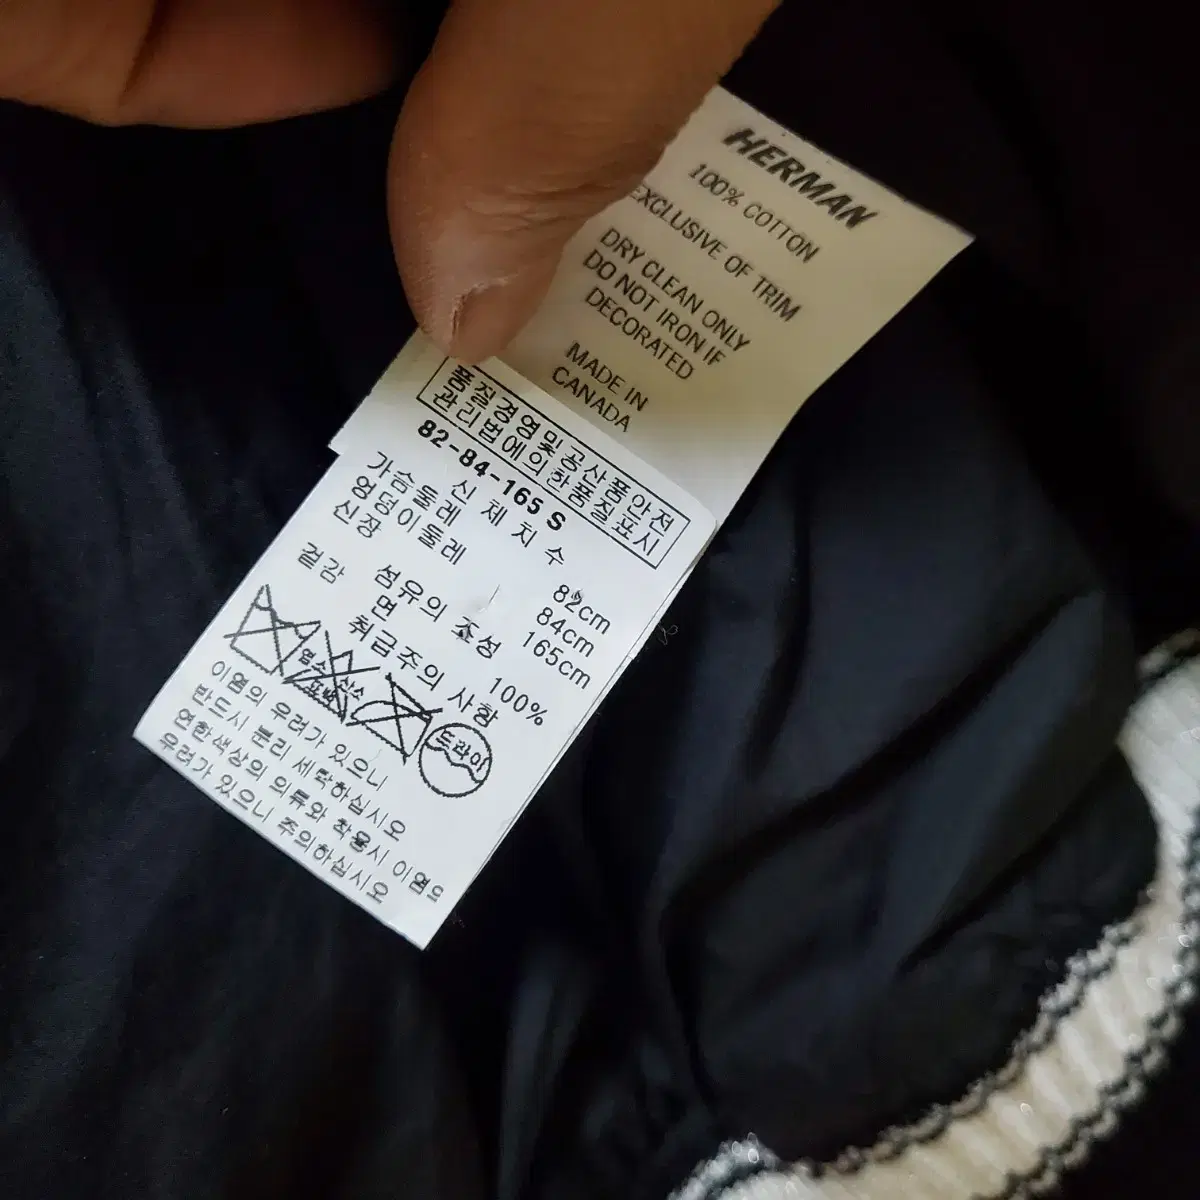 HERMAN
100% COTTON
EXCLUSIVE OF TRIM
DRY CLEAN ONLY
DO NOT IRON IF
DECORATED
MADE IN
CANADA
품질경영및공산품안전
관리법에의한품질표시
82-84-165 S
신체치수
가슴둘레 82cm
엉덩이둘레 84cm
신장 165cm
섬유의 조성
겉감 면 100%
취급주의 사항
염소 산소
표백
드라이
이염의 우려가 있으니
반드시 분리 세탁하십시오
연한색상의 의류와 착용시 이염의
우려가 있으니 주의하십시오